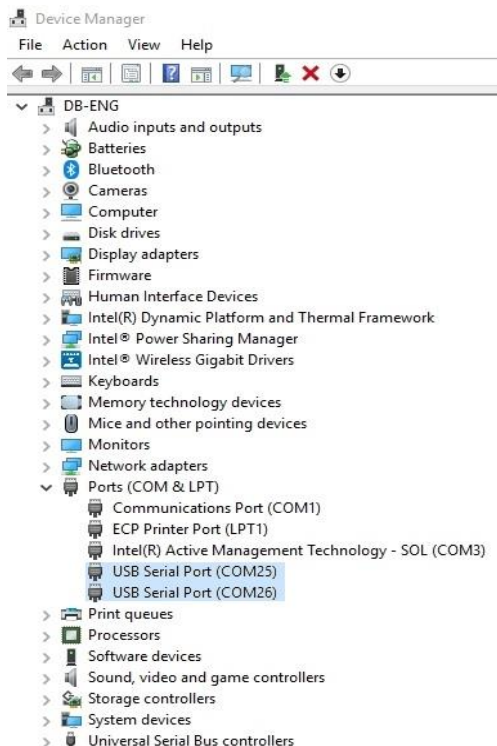 Device Manager
File Action View Help
DB-ENG
Audio inputs and outputs
Batteries
Bluetooth
Cameras
Computer
Disk drives
Display adapters
Firmware
Human Interface Devices
Intel(R) Dynamic Platform and Thermal Framework
Intel® Power Sharing Manager
Intel® Wireless Gigabit Drivers
Keyboards
Memory technology devices
Mice and other pointing devices
Monitors
Network adapters
Ports (COM & LPT)
Communications Port (COM1)
ECP Printer Port (LPT1)
Intel(R) Active Management Technology - SOL (COM3)
USB Serial Port (COM25)
USB Serial Port (COM26)
Print queues
Processors
Software devices
Sound, video and game controllers
Storage controllers
System devices
Universal Serial Bus controllers